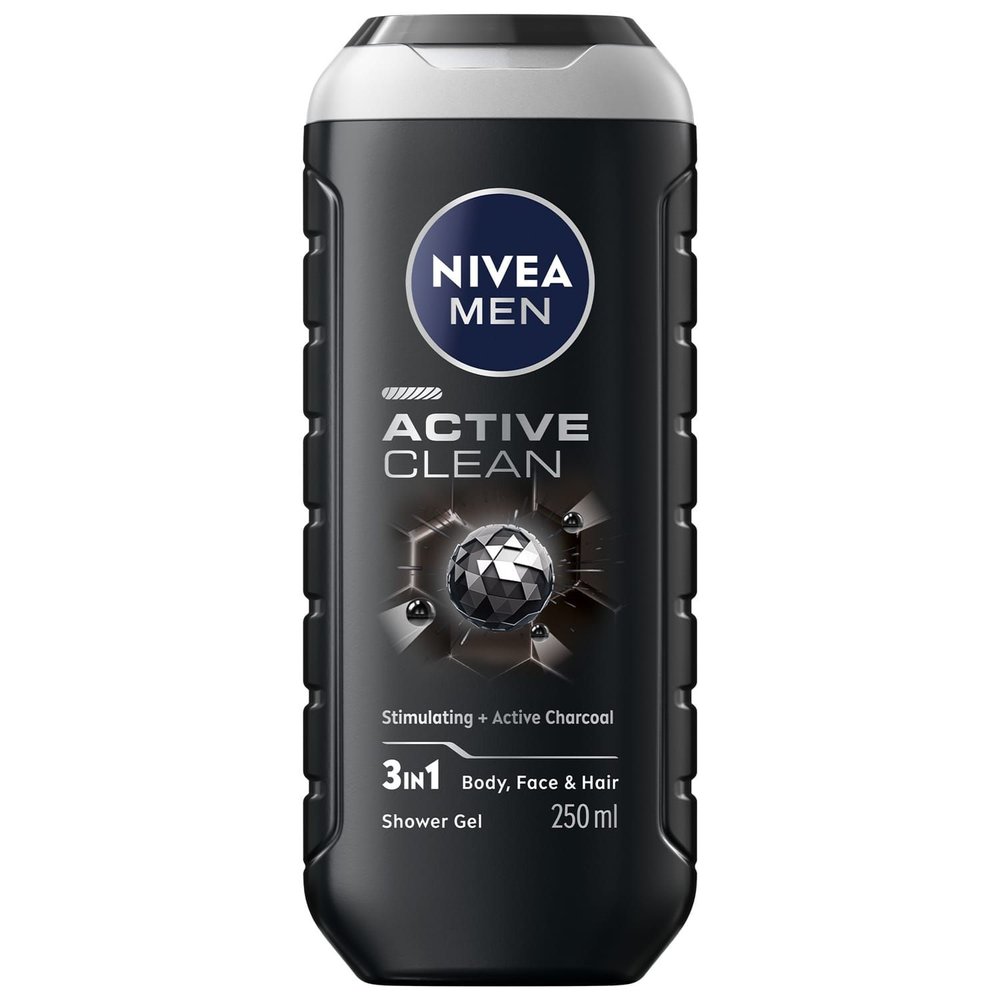 NIVEA
MEN
ACTIVE
CLEAN
Stimulating + Active Charcoal
3IN1 Body, Face & Hair
Shower Gel 250 ml